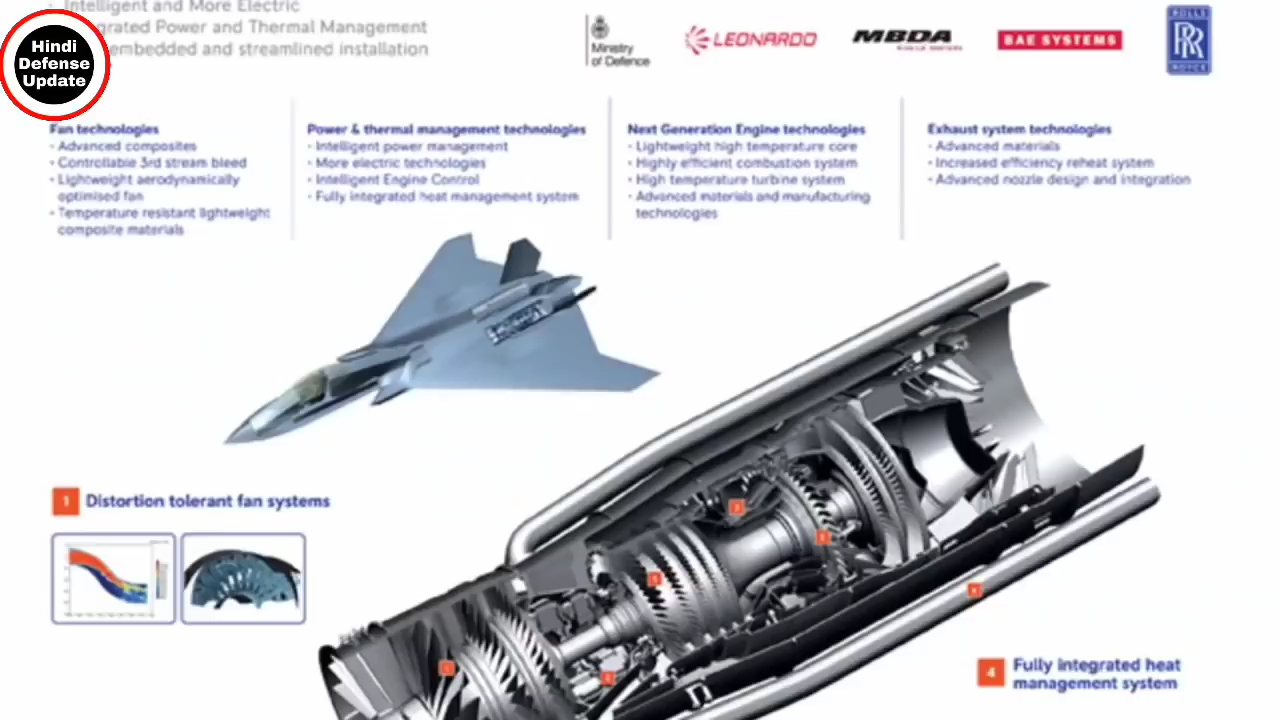 Intelligent and More Electric
grated Power and Thermal Management
embedded and streamlined installation
Hindi
Defense
Update
Ministry
of Defence
LEONARDO
MBDA
BAE SYSTEMS
ROLLS
RR
ROYCE
Fan technologies
· Advanced composites
· Controllable 3rd stream bleed
· Lightweight aerodynamically
optimised fan
· Temperature resistant lightweight
composite materials
Power & thermal management technologies
· Intelligent power management
· More electric technologies
· Intelligent Engine Control
· Fully integrated heat management system
Next Generation Engine technologies
· Lightweight high temperature core
· Highly efficient combustion system
· High temperature turbine system
· Advanced materials and manufacturing
technologies
Exhaust system technologies
· Advanced materials
· Increased efficiency reheat system
· Advanced nozzle design and integration
1 Distortion tolerant fan systems
4 Fully integrated heat
management system